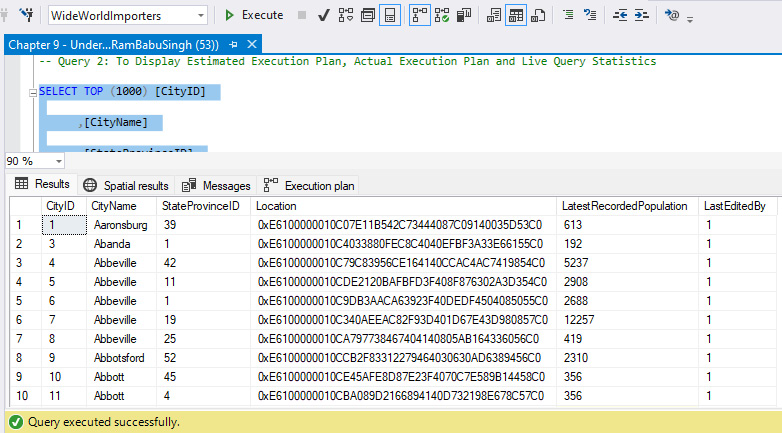 WideWorldImporters Execute
Chapter 9 - Under...RamBabuSingh (53))
-- Query 2: To Display Estimated Execution Plan, Actual Execution Plan and Live Query Statistics
SELECT TOP (1000) [CityID]
,[CityName]
,[StateProvinceID]
90 %
Results Spatial results Messages Execution plan
CityID CityName StateProvinceID Location LatestRecordedPopulation LastEditedBy
1 1 Aaronsburg 39 0xE6100000010C07E11B542C73444087C09140035D53C0 613 1
2 3 Abanda 1 0xE6100000010C4033880FEC8C4040EFBF3A33E66155C0 192 1
3 4 Abbeville 42 0xE6100000010C79C83956CE164140CCAC4AC7419854C0 5237 1
4 5 Abbeville 11 0xE6100000010CDE2120BAFBFD3F408F876302A3D354C0 2908 1
5 6 Abbeville 1 0xE6100000010C9DB3AACA63923F40DEDF4504085055C0 2688 1
6 7 Abbeville 19 0xE6100000010C340AEEAC82F93D401D67E43D980857C0 12257 1
7 8 Abbeville 25 0xE6100000010CA797738467404140805AB164336056C0 419 1
8 9 Abbotsford 52 0xE6100000010CCB2F83312279464030630AD6389456C0 2310 1
9 10 Abbott 45 0xE6100000010CE45AFE8D87E23F4070C7E589B14458C0 356 1
10 11 Abbott 4 0xE6100000010CBA089D2166894140D732198E678C57C0 356 1
Query executed successfully.